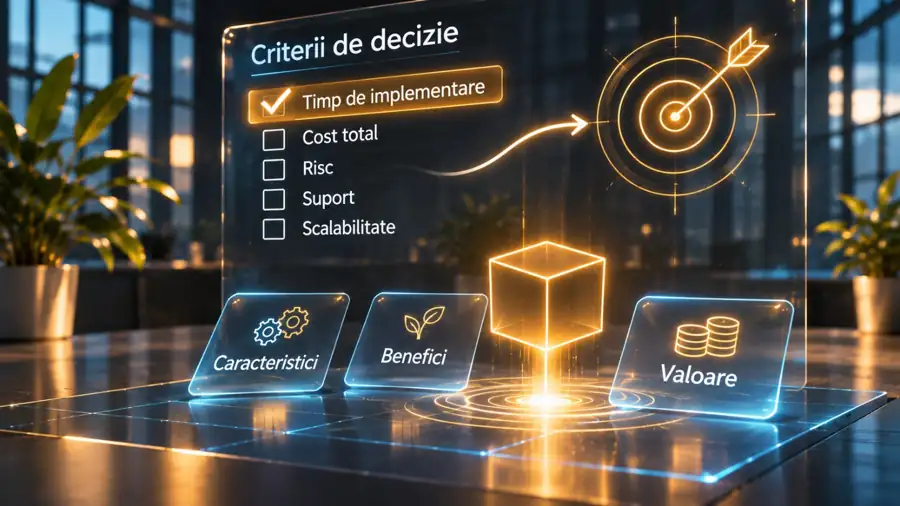 Criterii de decizie
Timp de implementare
Cost total
Risc
Suport
Scalabilitate
Caracteristici
Benefici
Valoare